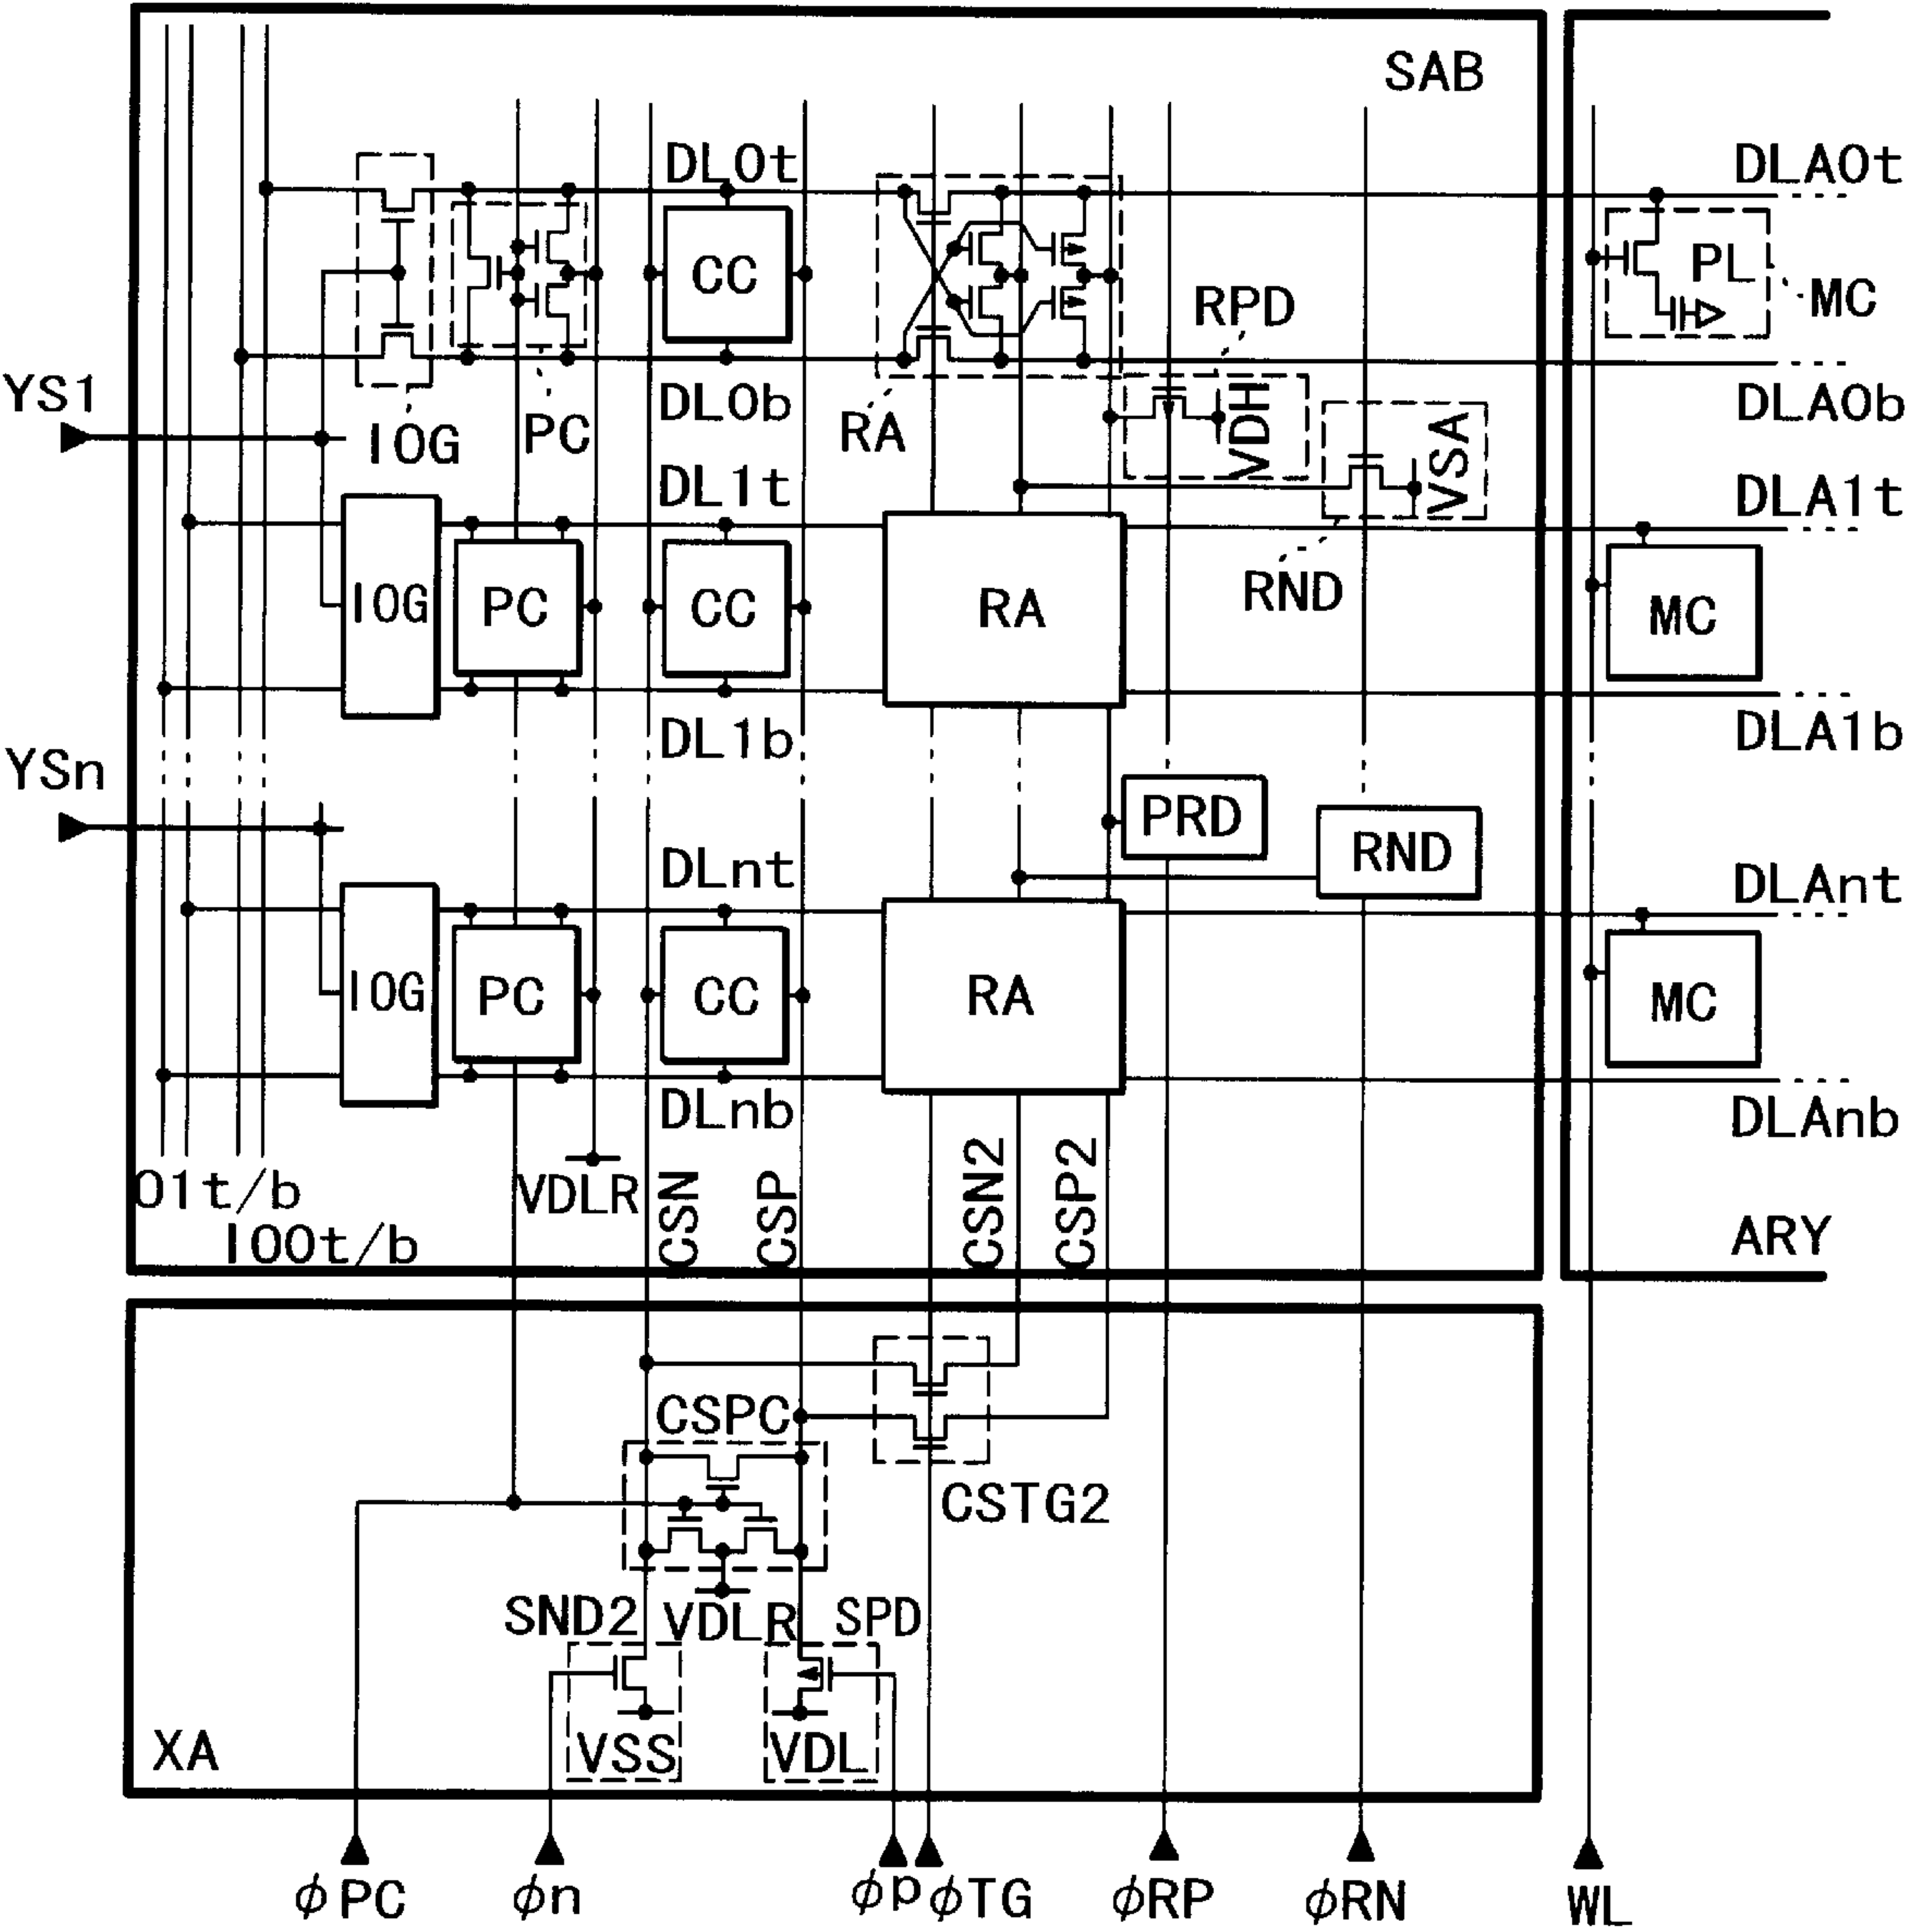 SAB
DL0t
DLA0t
CC
PL
MC
RPD
YS1
DL0b
DLA0b
IOG
PC
RA
VDH
VSA
DL1t
DLA1t
RND
IOG
PC
CC
RA
MC
DL1b
DLA1b
YSn
PRD
RND
DLnt
DLAnt
IOG
PC
CC
RA
MC
DLnb
DLAnb
O1t/b
VDLR
CSN
CSP
CSN2
CSP2
IO0t/b
ARY
CSPC
CSTG2
SND2
VDLR
SPD
XA
VSS
VDL
φPC
φn
φp
φTG
φRP
φRN
WL